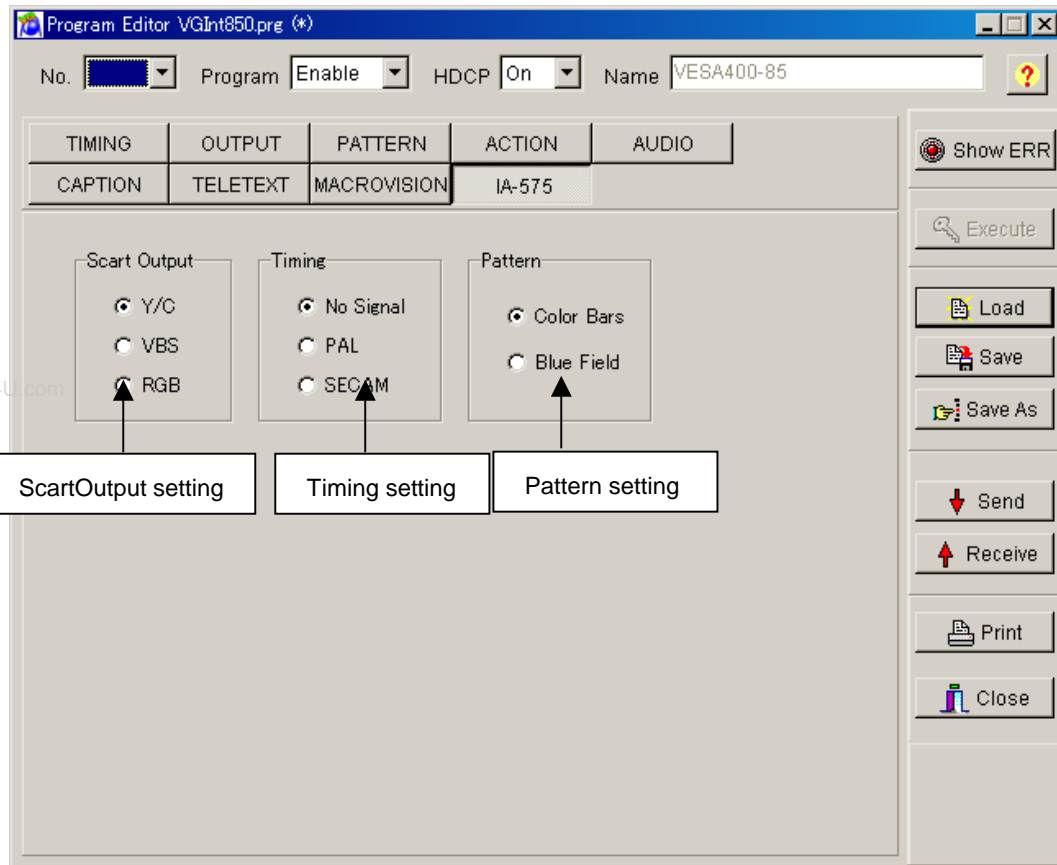 Program Editor VGInt850.prg (*)
No. Program Enable HDCP On Name VESA400-85
TIMING OUTPUT PATTERN ACTION AUDIO
CAPTION TELETEXT MACROVISION IA-575
Scart Output
Y/C
VBS
RGB
Timing
No Signal
PAL
SECAM
Pattern
Color Bars
Blue Field
ScartOutput setting
Timing setting
Pattern setting
Show ERR
Execute
Load
Save
Save As
Send
Receive
Print
Close
U.com